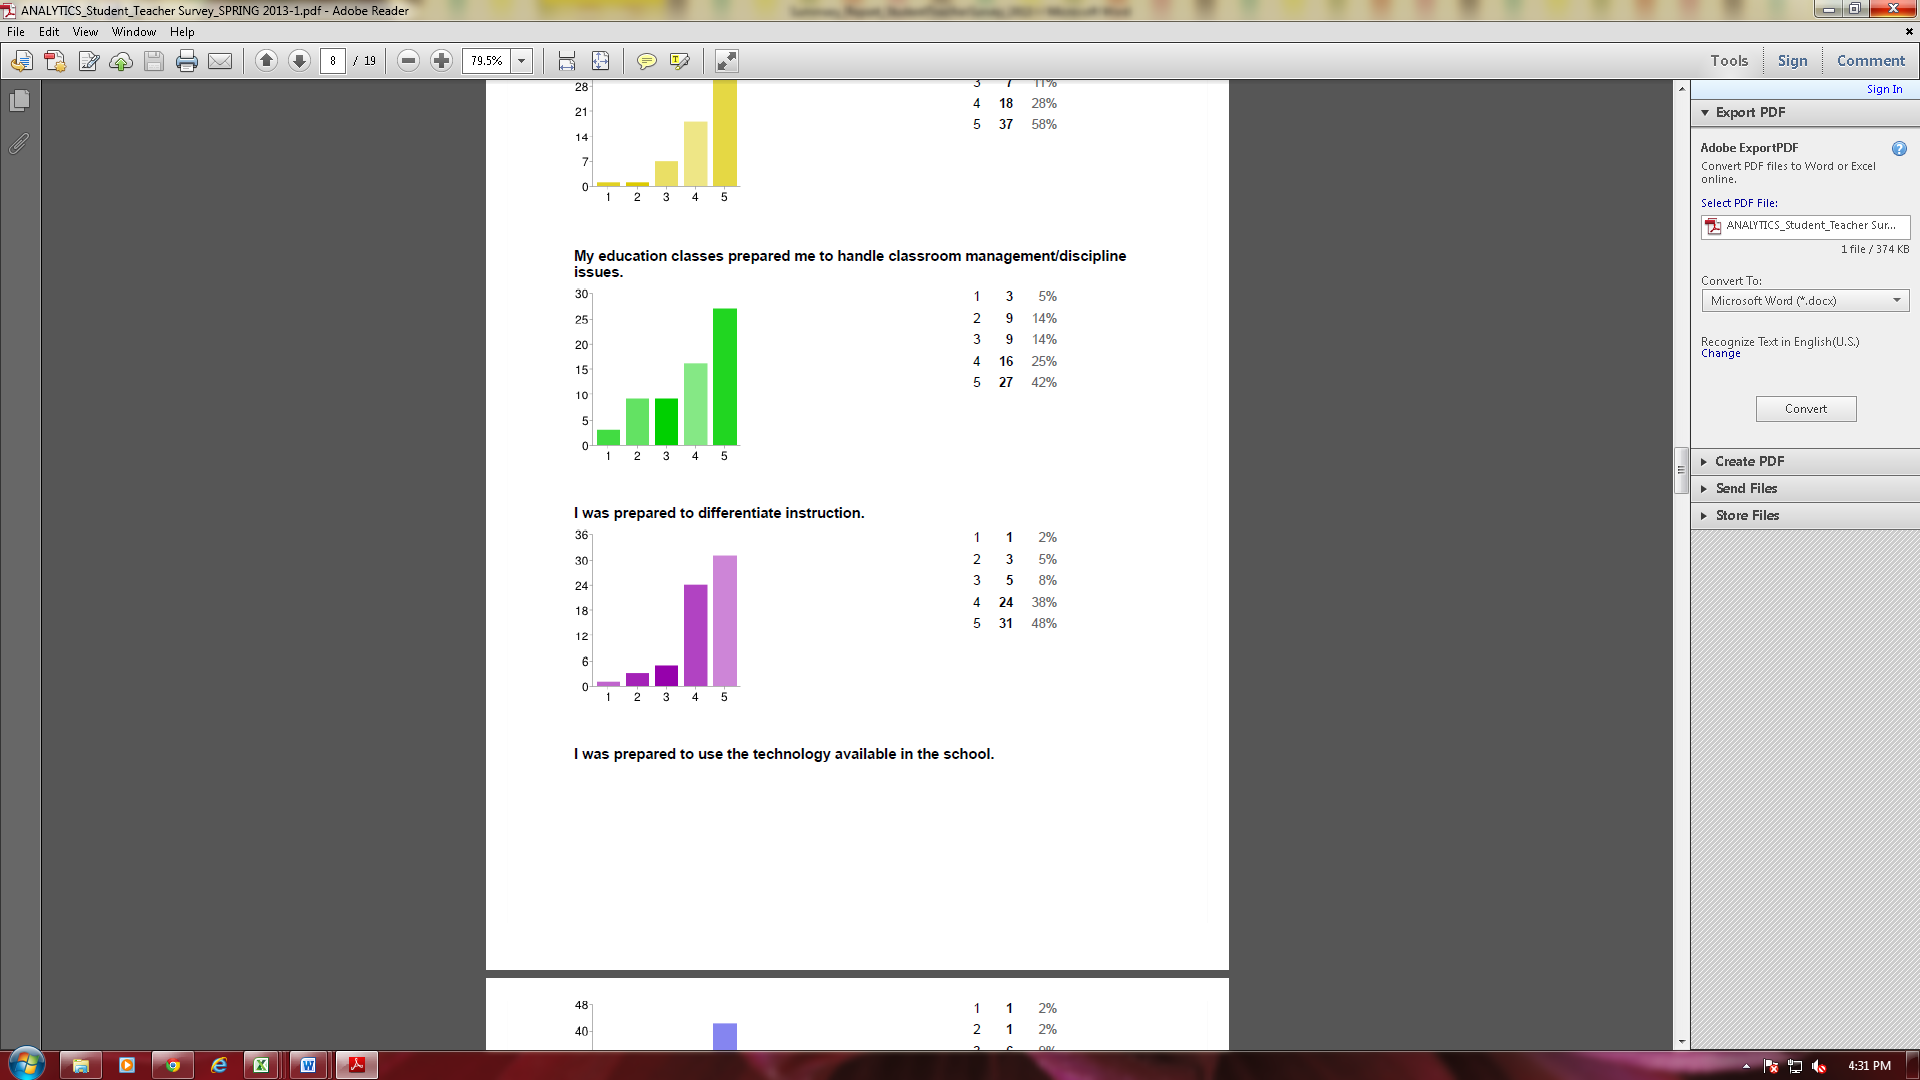 ANALYTICS_Student_Teacher Survey_SPRING 2013-1.pdf - Adobe Reader
File Edit View Window Help
8 / 19 79.5% Tools Sign Comment
Sign In
Export PDF
Adobe ExportPDF
Convert PDF files to Word or Excel
online.
Select PDF File:
ANALYTICS_Student_Teacher Sur...
1 file / 374 KB
Convert To:
Microsoft Word (*.docx)
Recognize Text in English(U.S.)
Change
Convert
Create PDF
Send Files
Store Files
28
21
14
7
0
1 2 3 4 5
3 7 11%
4 18 28%
5 37 58%
My education classes prepared me to handle classroom management/discipline
issues.
30
25
20
15
10
5
0
1 2 3 4 5
1 3 5%
2 9 14%
3 9 14%
4 16 25%
5 27 42%
I was prepared to differentiate instruction.
36
30
24
18
12
6
0
1 2 3 4 5
1 1 2%
2 3 5%
3 5 8%
4 24 38%
5 31 48%
I was prepared to use the technology available in the school.
48
40
1 1 2%
2 1 2%
4:31 PM